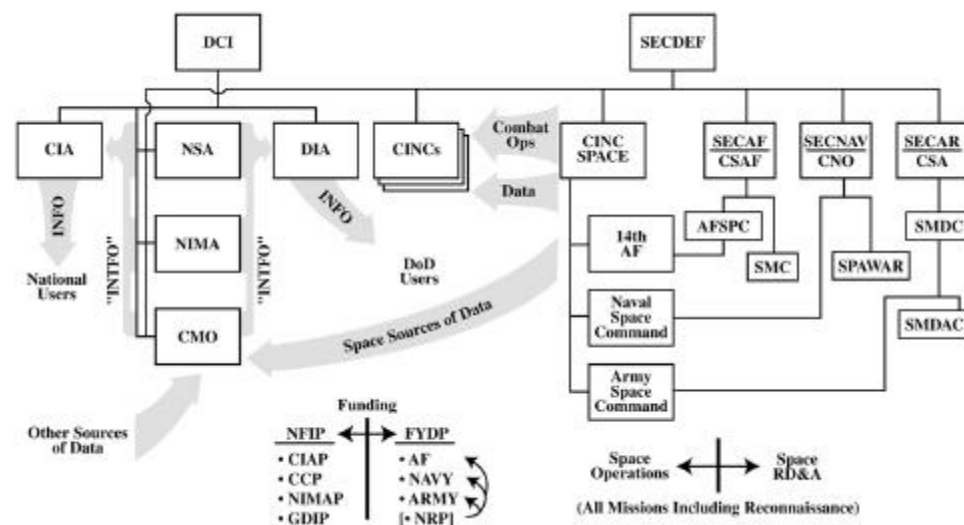 DCI
SECDEF
CIA
NSA
DIA
CINCs
Combat
Ops
Data
CINC
SPACE
SECAF
CSAF
SECNAV
CNO
SECAR
CSA
INFO
"INFO"
"INFO"
INFO
NIMA
National
Users
DoD
Users
14th
AF
AFSPC
SMC
SPAWAR
SMDC
CMO
Space Sources of Data
Naval
Space
Command
SMDAC
Army
Space
Command
Other Sources
of Data
Funding
NFIP
• CIAP
• CCP
• NIMAP
• GDIP
FYDP
• AF
• NAVY
• ARMY
[• NRP]
Space
Operations
Space
RD&A
(All Missions Including Reconnaissance)